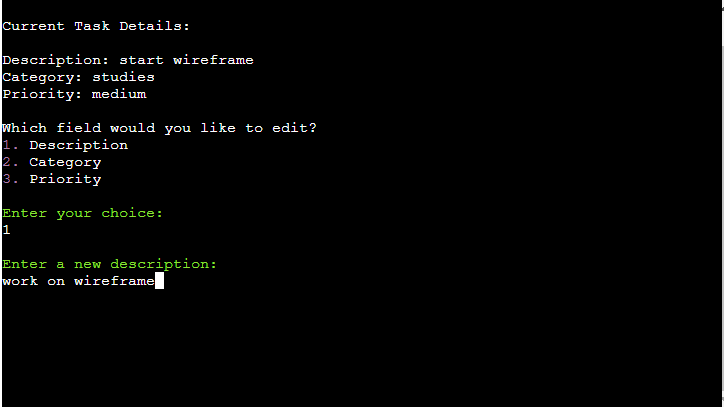 Current Task Details:
Description: start wireframe
Category: studies
Priority: medium
Which field would you like to edit?
1. Description
2. Category
3. Priority
Enter your choice:
1
Enter a new description:
work on wireframe